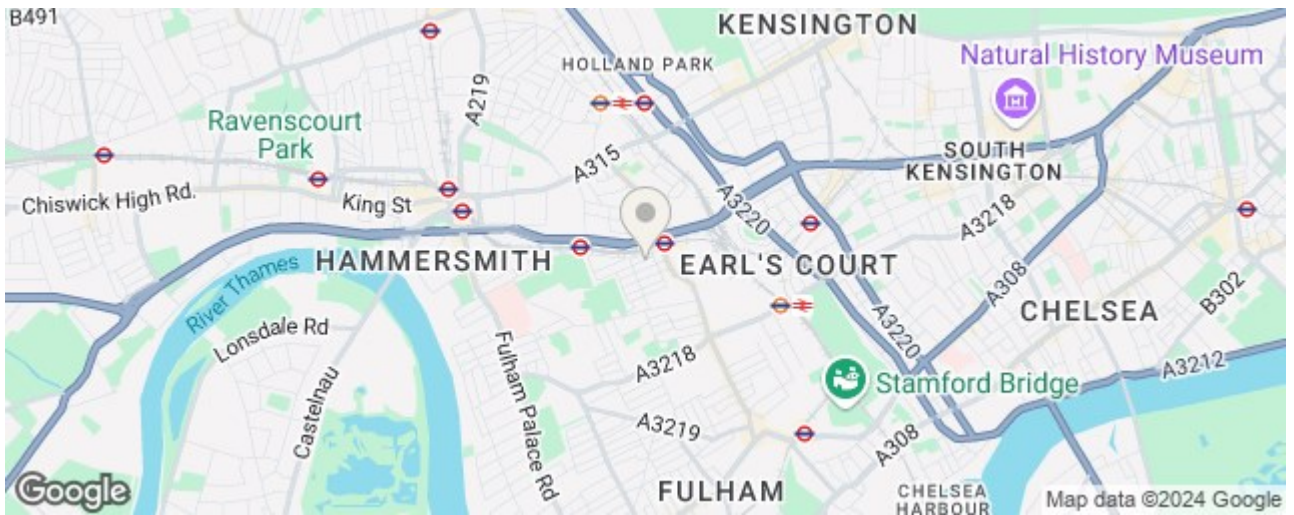 B491
KENSINGTON
HOLLAND PARK
Natural History Museum
A219
Ravenscourt
Park
A315
SOUTH
KENSINGTON
Chiswick High Rd.
King St
A3220
A3218
HAMMERSMITH
EARL'S COURT
River Thames
A308
B302
Lonsdale Rd
CHELSEA
A3220
Fulham Palace Rd
A3218
A3212
Castelnau
Stamford Bridge
A3219
A308
FULHAM
CHELSEA
HARBOUR
Google
Map data ©2024 Google